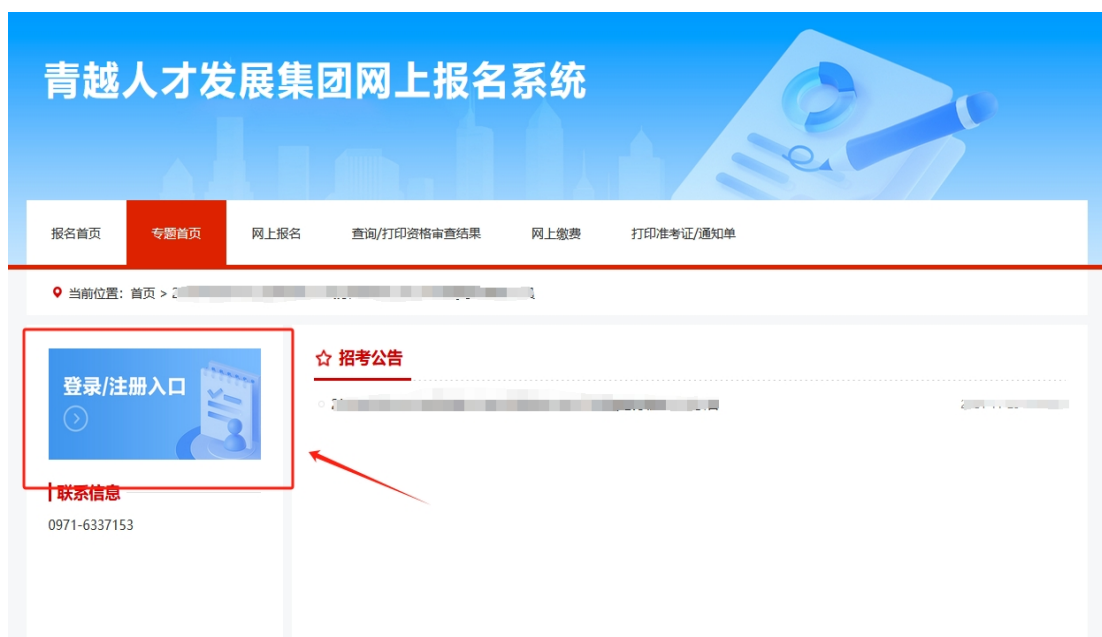 青越人才发展集团网上报名系统
报名首页 专题首页 网上报名 查询/打印资格审查结果 网上缴费 打印准考证/通知单
当前位置：首页 >
登录/注册入口
招考公告
联系信息
0971-6337153